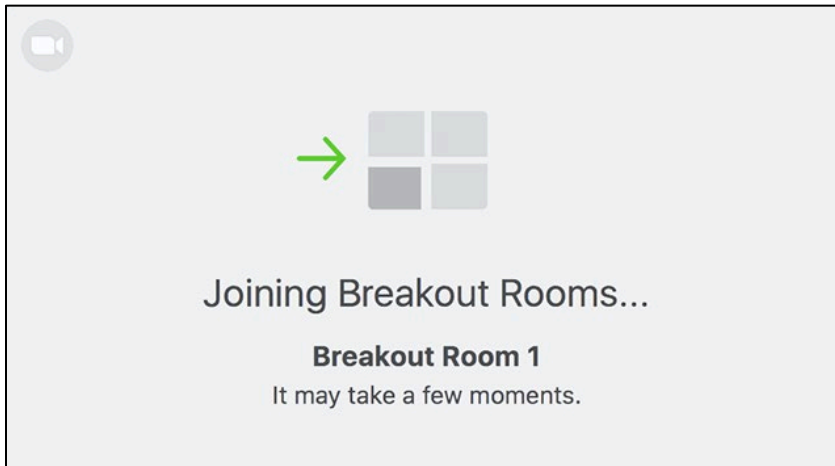 Joining Breakout Rooms...
Breakout Room 1
It may take a few moments.